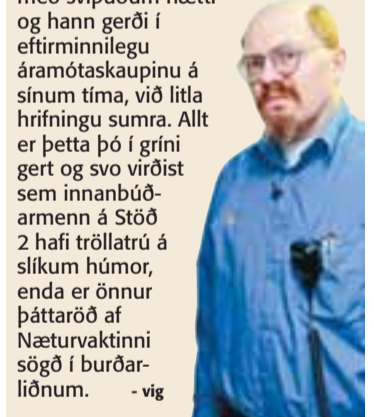 með svipuðum hætti
og hann gerði í
eftirminnilegu
áramótaskaupinu á
sínum tíma, við litla
hrifningu sumra. Allt
er þetta þó í gríni
gert og svo virðist
sem innanbúð-
armenn á Stöð
2 hafi tröllatrú á
slíkum húmor,
enda er önnur
þáttaröð af
Næturvaktinni
sögð í burðar-
liðnum. - vig